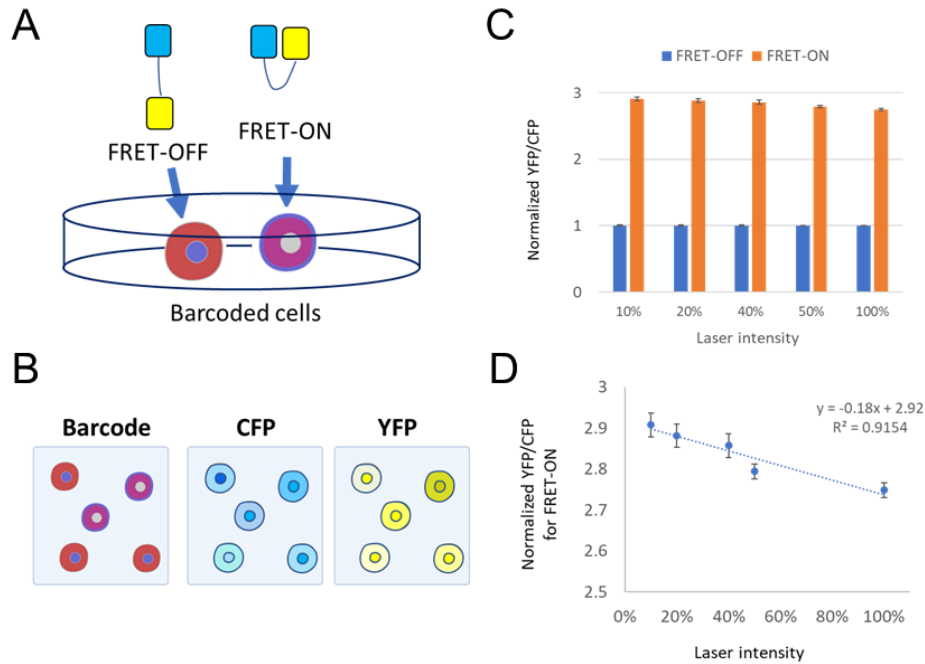 A
FRET-OFF
FRET-ON
Barcoded cells
B
Barcode CFP YFP
C
FRET-OFF FRET-ON
Normalized YFP/CFP
3
2
1
0
10% 20% 40% 50% 100%
Laser intensity
D
Normalized YFP/CFP
for FRET-ON
y = -0.18x + 2.92
R² = 0.9154
3
2.9
2.8
2.7
2.6
2.5
0% 20% 40% 60% 80% 100%
Laser intensity